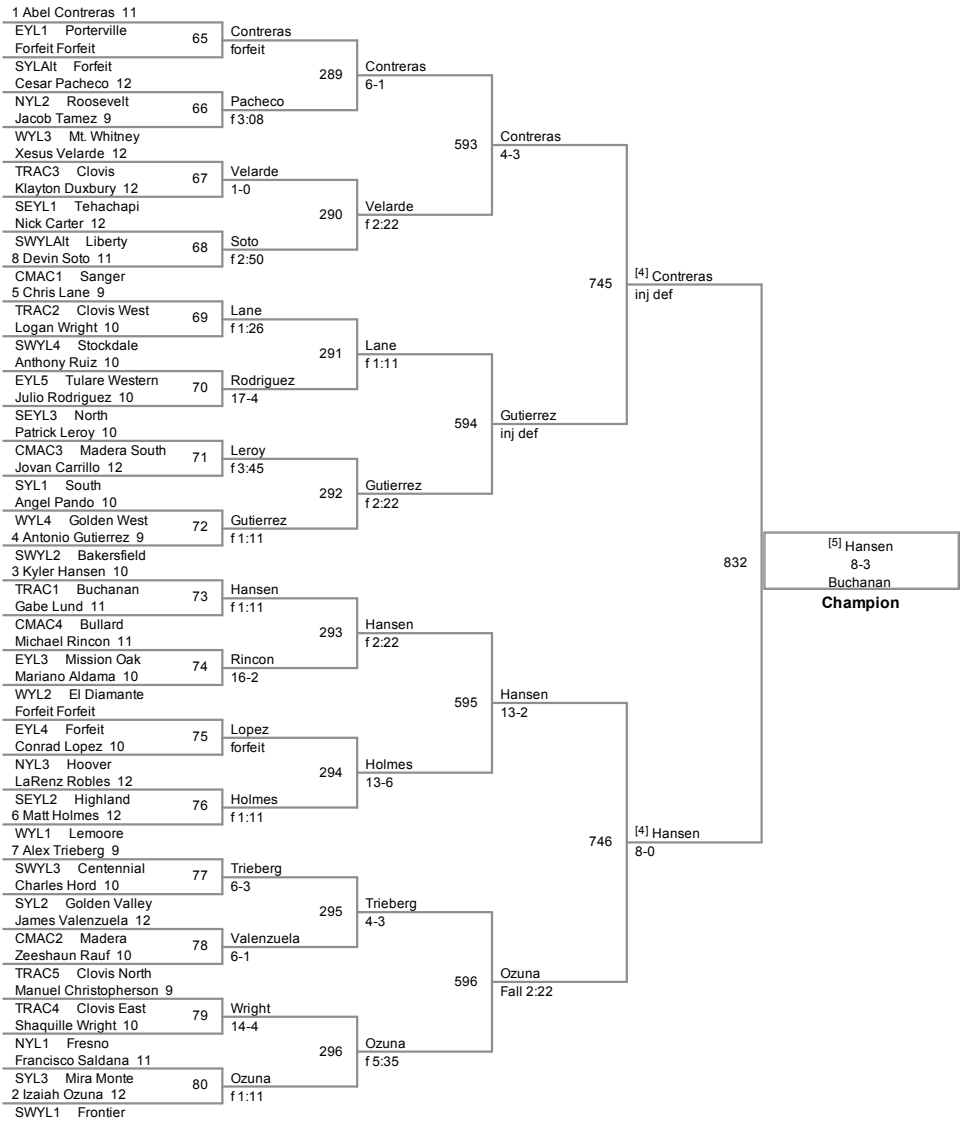 1 Abel Contreras 11
EYL1 Porterville
Forfeit Forfeit
65
SYLAlt Forfeit
Cesar Pacheco 12
NYL2 Roosevelt
Jacob Tamez 9
66
WYL3 Mt. Whitney
Xesus Velarde 12
TRAC3 Clovis
Klayton Duxbury 12
67
SEYL1 Tehachapi
Nick Carter 12
SWYLAlt Liberty
8 Devin Soto 11
68
CMAC1 Sanger
5 Chris Lane 9
TRAC2 Clovis West
Logan Wright 10
69
SWYL4 Stockdale
Anthony Ruiz 10
EYL5 Tulare Western
Julio Rodriguez 10
70
SEYL3 North
Patrick Leroy 10
CMAC3 Madera South
Jovan Carrillo 12
71
SYL1 South
Angel Pando 10
WYL4 Golden West
4 Antonio Gutierrez 9
72
SWYL2 Bakersfield
3 Kyler Hansen 10
TRAC1 Buchanan
Gabe Lund 11
73
CMAC4 Bullard
Michael Rincon 11
EYL3 Mission Oak
Mariano Aldama 10
74
WYL2 El Diamante
Forfeit Forfeit
EYL4 Forfeit
Conrad Lopez 10
75
NYL3 Hoover
LaRenz Robles 12
SEYL2 Highland
6 Matt Holmes 12
76
WYL1 Lemoore
7 Alex Trieberg 9
SWYL3 Centennial
Charles Hord 10
77
SYL2 Golden Valley
James Valenzuela 12
CMAC2 Madera
Zeeshaun Rauf 10
78
TRAC5 Clovis North
Manuel Christopherson 9
TRAC4 Clovis East
Shaquille Wright 10
79
NYL1 Fresno
Francisco Saldana 11
SYL3 Mira Monte
2 Izaiah Ozuna 12
80
SWYL1 Frontier
Contreras
forfeit
289
Pacheco
f 3:08
Velarde
1-0
290
Soto
f 2:50
Lane
f 1:26
291
Rodriguez
17-4
Leroy
f 3:45
292
Gutierrez
f 1:11
Hansen
f 1:11
293
Rincon
16-2
Lopez
forfeit
294
Holmes
f 1:11
Trieberg
6-3
295
Valenzuela
6-1
Wright
14-4
296
Ozuna
f 1:11
Contreras
6-1
593
Velarde
f 2:22
Lane
f 1:11
594
Gutierrez
f 2:22
Hansen
f 2:22
595
Holmes
13-6
Trieberg
4-3
596
Ozuna
f 5:35
Contreras
4-3
745
Gutierrez
inj def
Hansen
13-2
746
Ozuna
Fall 2:22
[4] Contreras
inj def
832
[4] Hansen
8-0
[5] Hansen
8-3
Buchanan
Champion